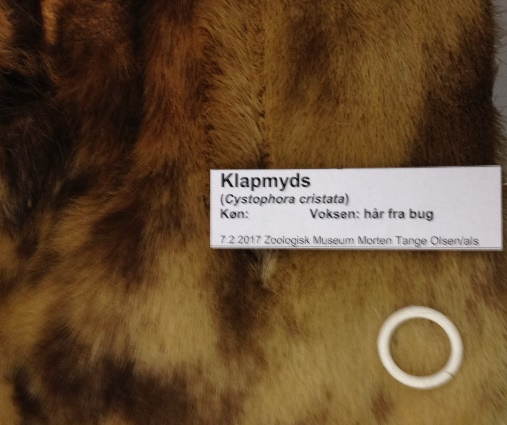 Klapmyds
(Cystophora cristata)
Køn: Voksen: hår fra bug
7.2.2017 Zoologisk Museum Morten Tange Olsen/als